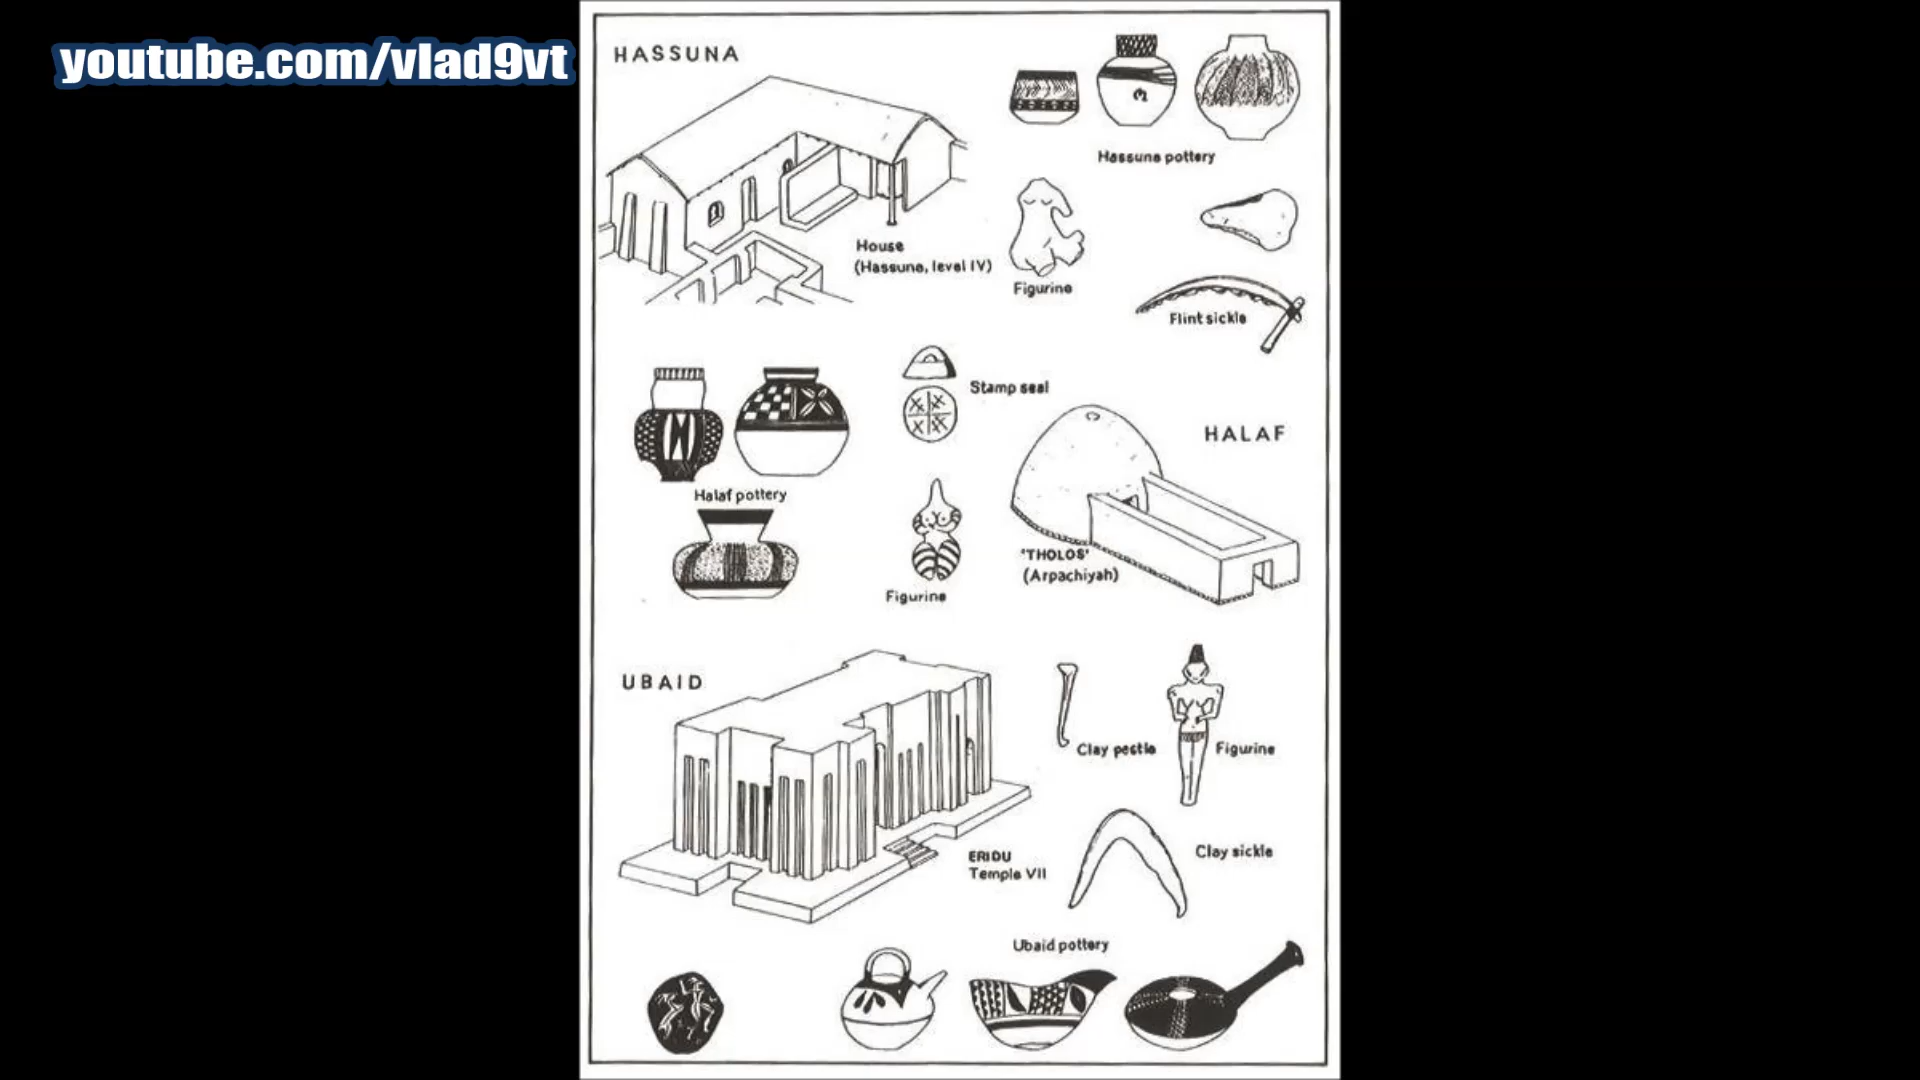 youtube.com/vlad9vt
HASSUNA
Hassuna pottery
House
(Hassuna, level IV)
Figurine
Flint sickle
Stamp seal
HALAF
Halaf pottery
'THOLOS'
(Arpachiyah)
Figurine
UBAID
Clay pestle
Figurine
ERIDU
Temple VII
Clay sickle
Ubaid pottery